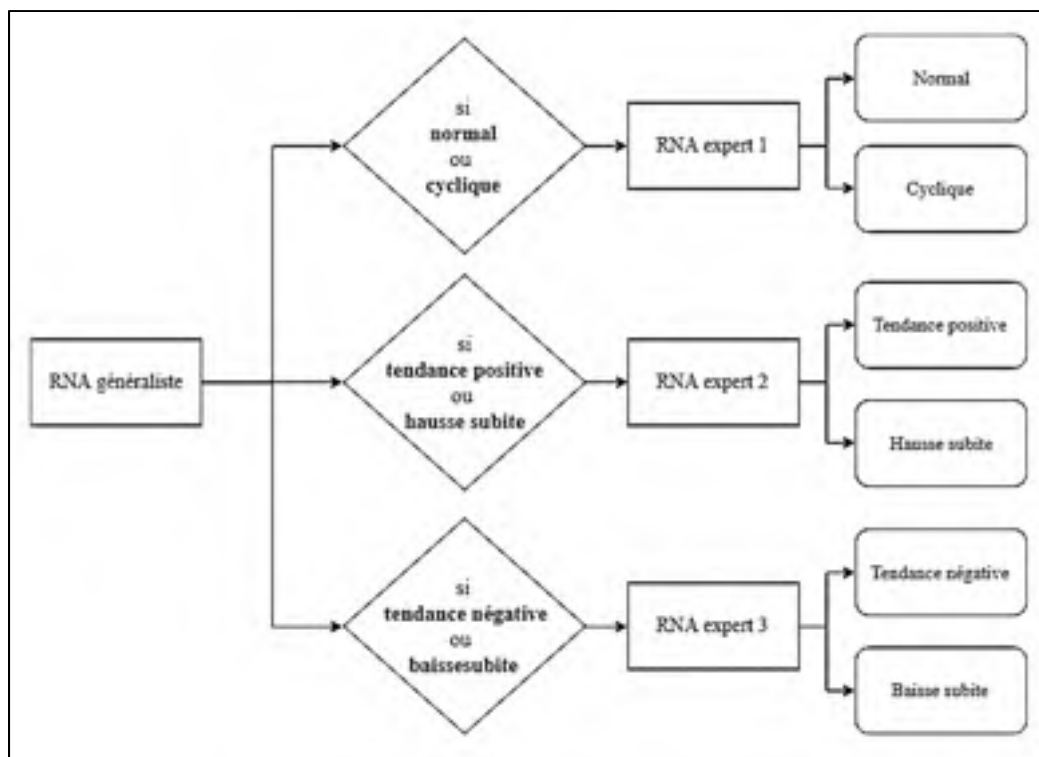 RNA généraliste
si
normal
ou
cyclique
RNA expert 1
Normal
Cyclique
si
tendance positive
ou
hausse subite
RNA expert 2
Tendance positive
Hausse subite
si
tendance négative
ou
baissesubite
RNA expert 3
Tendance négative
Baisse subite